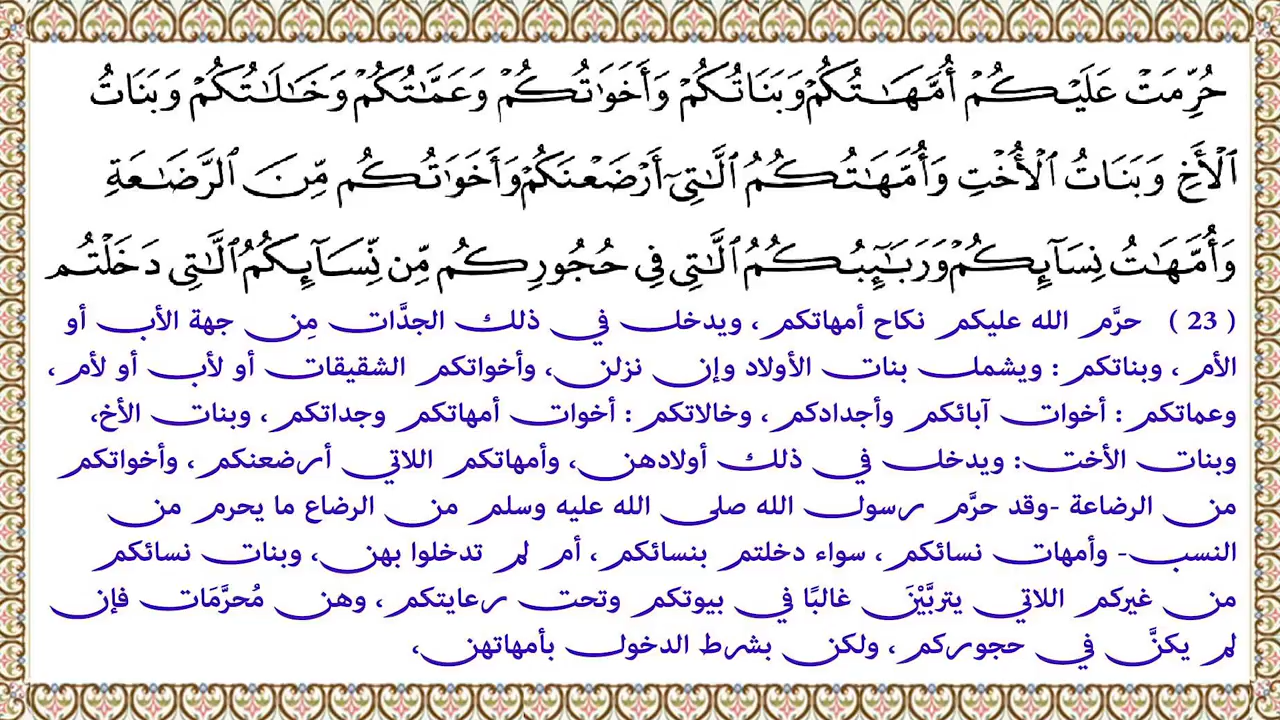 حُرِّمَتْ عَلَيْكُمْ أُمَّهَـٰتُكُمْ وَبَنَاتُكُمْ وَأَخَوَٰتُكُمْ وَعَمَّـٰتُكُمْ وَخَـٰلَـٰتُكُمْ وَبَنَاتُ
ٱلْأَخِ وَبَنَاتُ ٱلْأُخْتِ وَأُمَّهَـٰتُكُمُ ٱلَّـٰتِىٓ أَرْضَعْنَكُمْ وَأَخَوَٰتُكُم مِّنَ ٱلرَّضَـٰعَةِ
وَأُمَّهَـٰتُ نِسَآئِكُمْ وَرَبَـٰٓئِبُكُمُ ٱلَّـٰتِى فِى حُجُورِكُم مِّن نِّسَآئِكُمُ ٱلَّـٰتِى دَخَلْتُم
( 23 ) حرَّم الله عليكم نكاح أمهاتكم، ويدخل في ذلك الجدَّات مِن جهة الأب أو
الأم، وبناتكم: ويشمل بنات الأولاد وإن نزلن، وأخواتكم الشقيقات أو لأب أو لأم،
وعماتكم: أخوات آبائكم وأجدادكم، وخالاتكم: أخوات أمهاتكم وجداتكم، وبنات الأخ،
وبنات الأخت: ويدخل في ذلك أولادهن، وأمهاتكم اللاتي أرضعنكم، وأخواتكم
من الرضاعة -وقد حرَّم رسول الله صلى الله عليه وسلم من الرضاع ما يحرم من
النسب- وأمهات نسائكم، سواء دخلتم بنسائكم، أم لم تدخلوا بهن، وبنات نسائكم
من غيركم اللاتي يتربَّيْنَ غالبًا في بيوتكم وتحت رعايتكم، وهن مُحرَّمَات فإن
لم يكنَّ في حجوركم، ولكن بشرط الدخول بأمهاتهن،